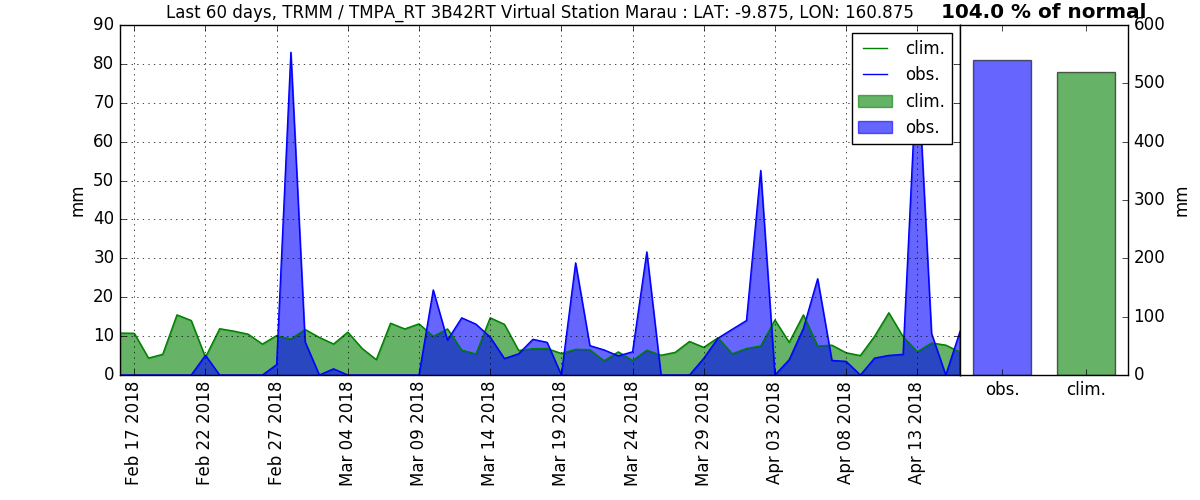 Last 60 days, TRMM / TMPA_RT 3B42RT Virtual Station Marau : LAT: -9.875, LON: 160.875
104.0 % of normal
90
80
70
60
50
40
30
20
10
0
mm
clim.
obs.
clim.
obs.
Feb 17 2018
Feb 22 2018
Feb 27 2018
Mar 04 2018
Mar 09 2018
Mar 14 2018
Mar 19 2018
Mar 24 2018
Mar 29 2018
Apr 03 2018
Apr 08 2018
Apr 13 2018
600
500
400
300
200
100
0
mm
obs.
clim.